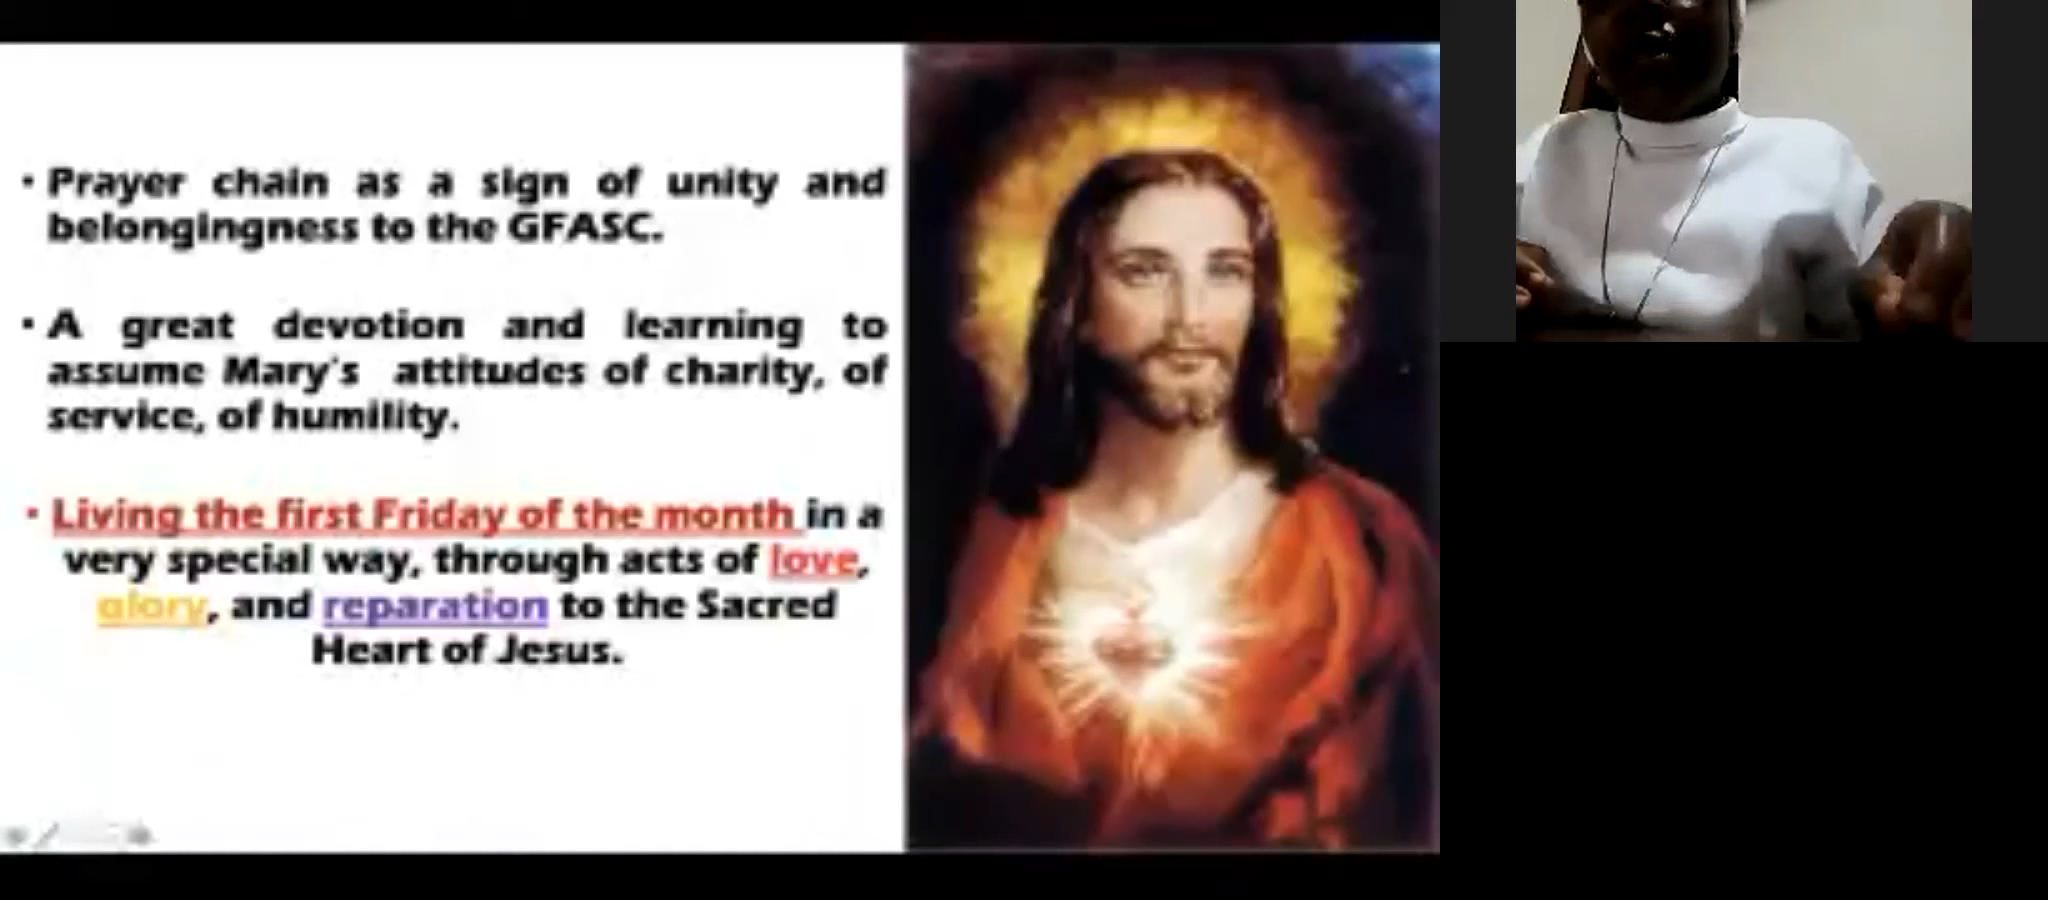 • Prayer chain as a sign of unity and
belongingness to the GFASC.
• A great devotion and learning to
assume Mary's attitudes of charity, of
service, of humility.
• Living the first Friday of the month in a
very special way, through acts of love,
glory, and reparation to the Sacred
Heart of Jesus.